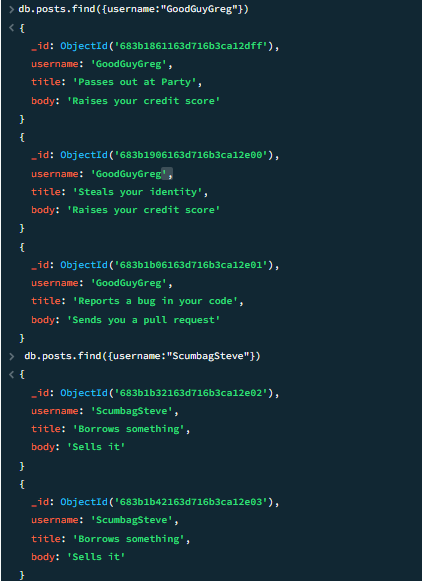 > db.posts.find({username:"GoodGuyGreg"})
< {
_id: ObjectId('683b1861163d716b3ca12dff'),
username: 'GoodGuyGreg',
title: 'Passes out at Party',
body: 'Raises your credit score'
}
{
_id: ObjectId('683b1906163d716b3ca12e00'),
username: 'GoodGuyGreg',
title: 'Steals your identity',
body: 'Raises your credit score'
}
{
_id: ObjectId('683b1b06163d716b3ca12e01'),
username: 'GoodGuyGreg',
title: 'Reports a bug in your code',
body: 'Sends you a pull request'
}
> db.posts.find({username:"ScumbagSteve"})
< {
_id: ObjectId('683b1b32163d716b3ca12e02'),
username: 'ScumbagSteve',
title: 'Borrows something',
body: 'Sells it'
}
{
_id: ObjectId('683b1b42163d716b3ca12e03'),
username: 'ScumbagSteve',
title: 'Borrows something',
body: 'Sells it'
}